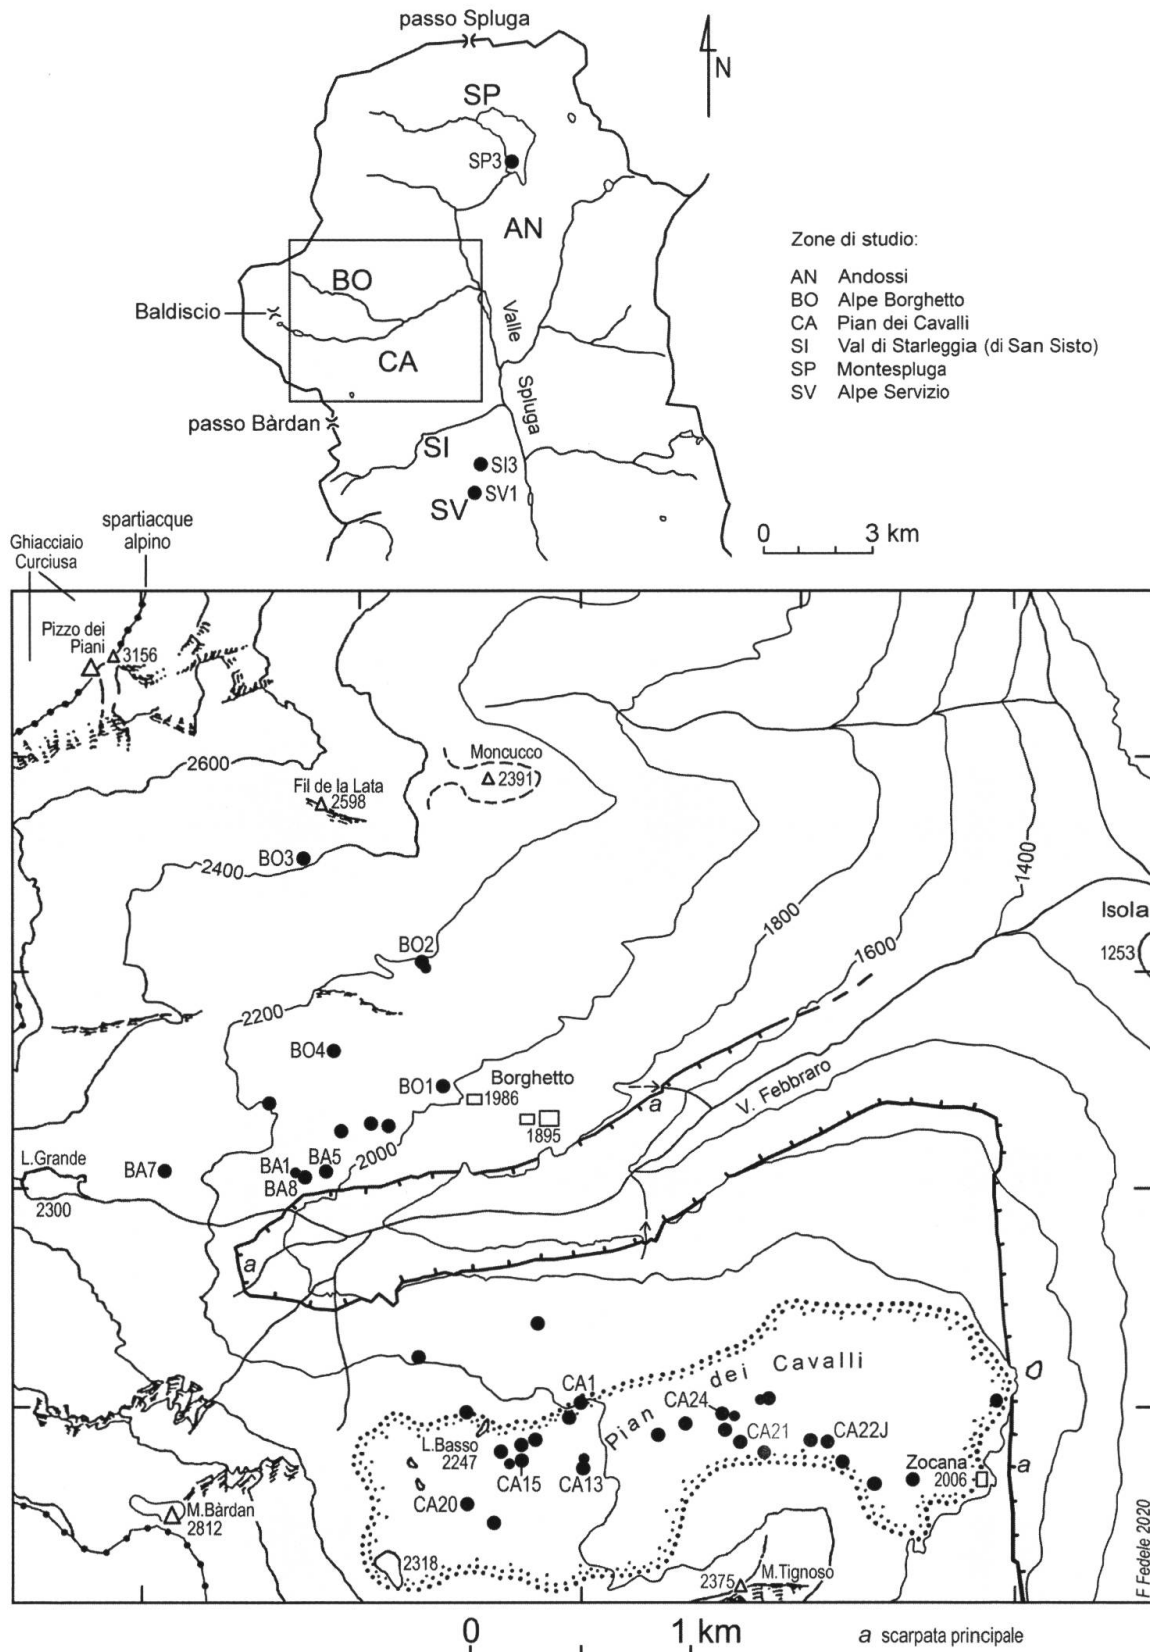 passo Spluga
N
SP
SP3
AN
Zone di studio:
AN Andossi
BO Alpe Borghetto
CA Pian dei Cavalli
SI Val di Starleggia (di San Sisto)
SP Montespluga
SV Alpe Servizio
BO
Baldiscio
Valle
Spluga
CA
passo Bàrdan
SI
SI3
SV1
SV
0 3 km
spartiacque
alpino
Ghiacciaio
Curciusa
Pizzo dei
Piani
3156
2600
Moncucco
2391
Fil de la Lata
2598
BO3
2400
1400
1800
Isola
1253
1600
BO2
2200
BO4
BO1
Borghetto
1986
1895
a
V. Febbraro
2000
L.Grande
2300
BA7
BA1
BA5
BA8
a
Pian dei Cavalli
CA1
CA24
CA21
CA22J
L.Basso
2247
CA15
CA13
Zocana
2006
a
CA20
M.Bàrdan
2812
2318
2375
M.Tignoso
F Fedele 2020
0 1 km
a scarpata principale